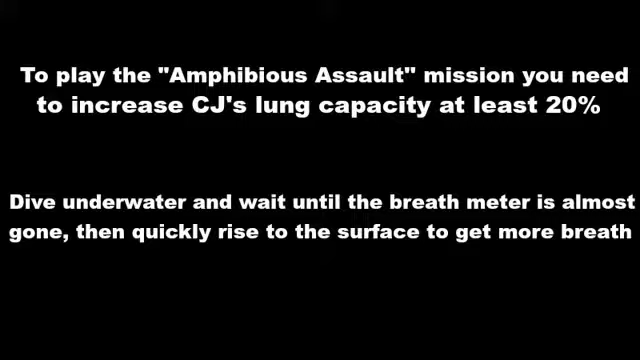 To play the "Amphibious Assault" mission you need
to increase CJ's lung capacity at least 20%
Dive underwater and wait until the breath meter is almost
gone, then quickly rise to the surface to get more breath